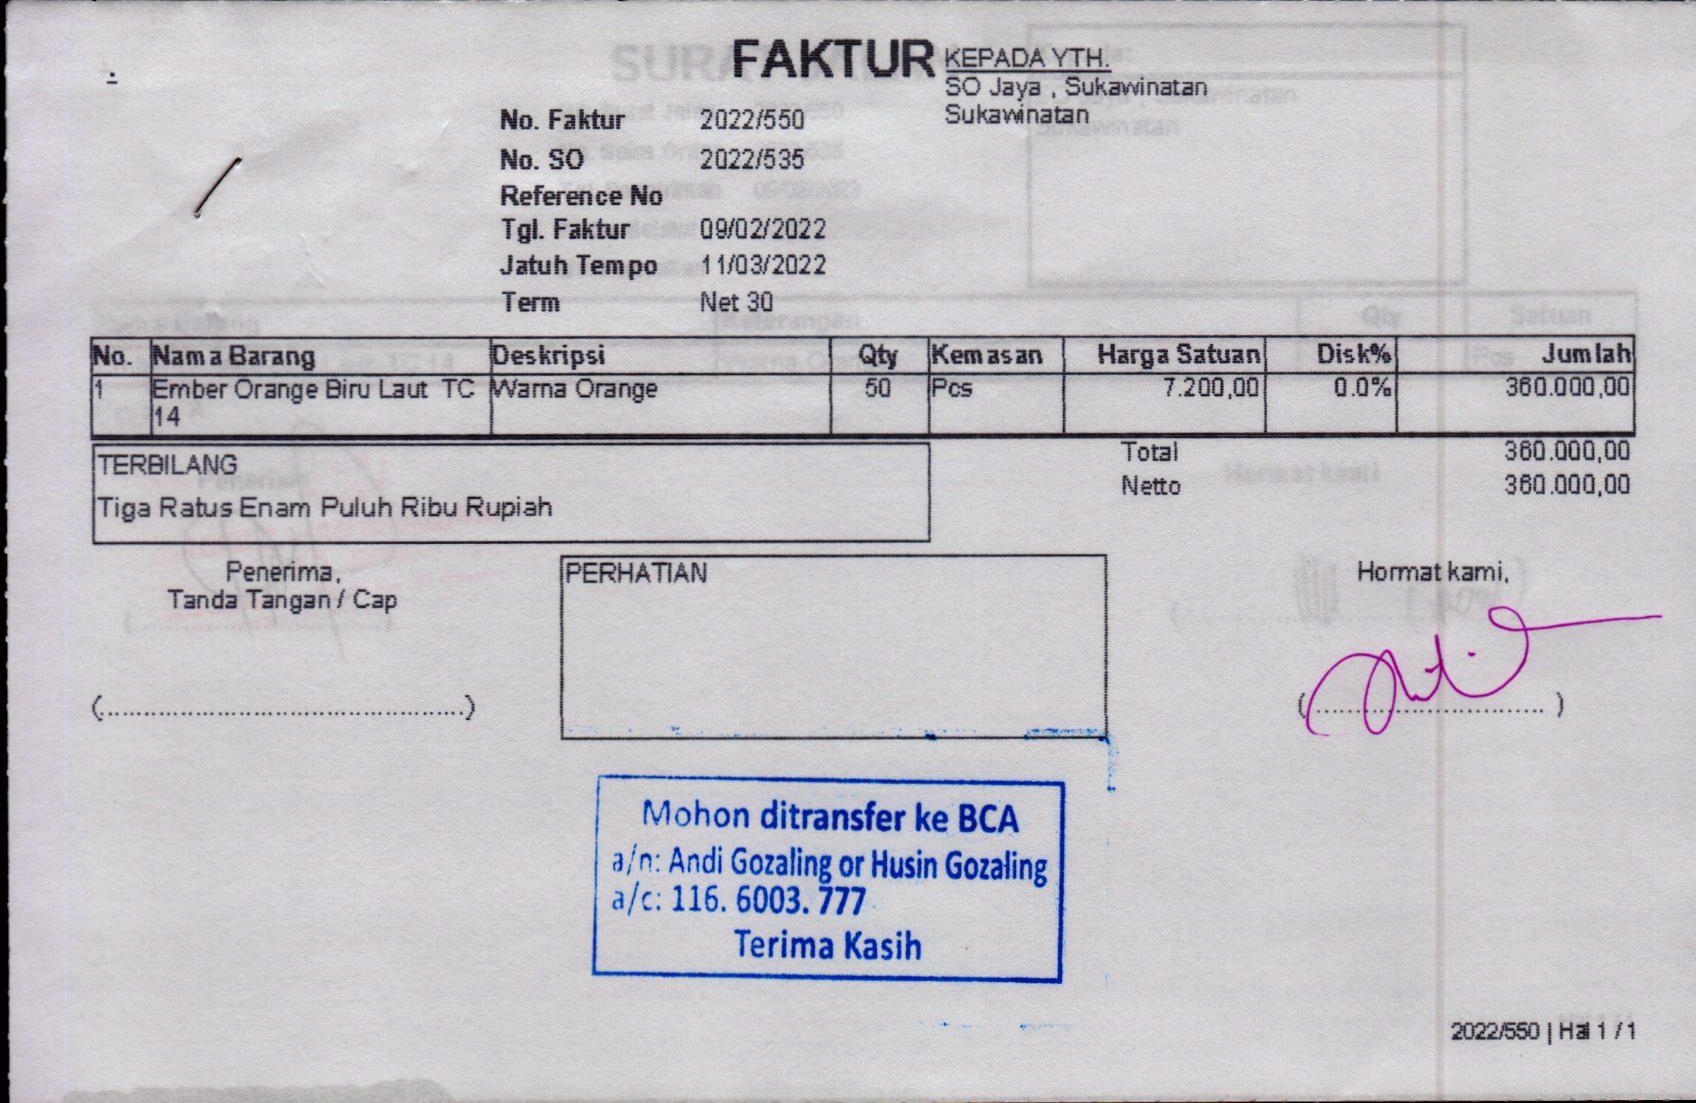 FAKTUR
KEPADA YTH.
SO Jaya , Sukawinatan
Sukawinatan
No. Faktur 2022/550
No. SO 2022/535
Reference No
Tgl. Faktur 09/02/2022
Jatuh Tempo 11/03/2022
Term Net 30
No. Nama Barang Deskripsi Qty Kemasan Harga Satuan Disk% Jumlah
1 Ember Orange Biru Laut TC 14 Warna Orange 50 Pcs 7.200,00 0.0% 360.000,00
Total 360.000,00
Netto 360.000,00
TERBILANG
Tiga Ratus Enam Puluh Ribu Rupiah
Penerima,
Tanda Tangan / Cap
(.............................................)
PERHATIAN
Hormat kami,
(............................. )
Mohon ditransfer ke BCA
a/n: Andi Gozaling or Husin Gozaling
a/c: 116. 6003. 777
Terima Kasih
2022/550 | Hal 1 / 1